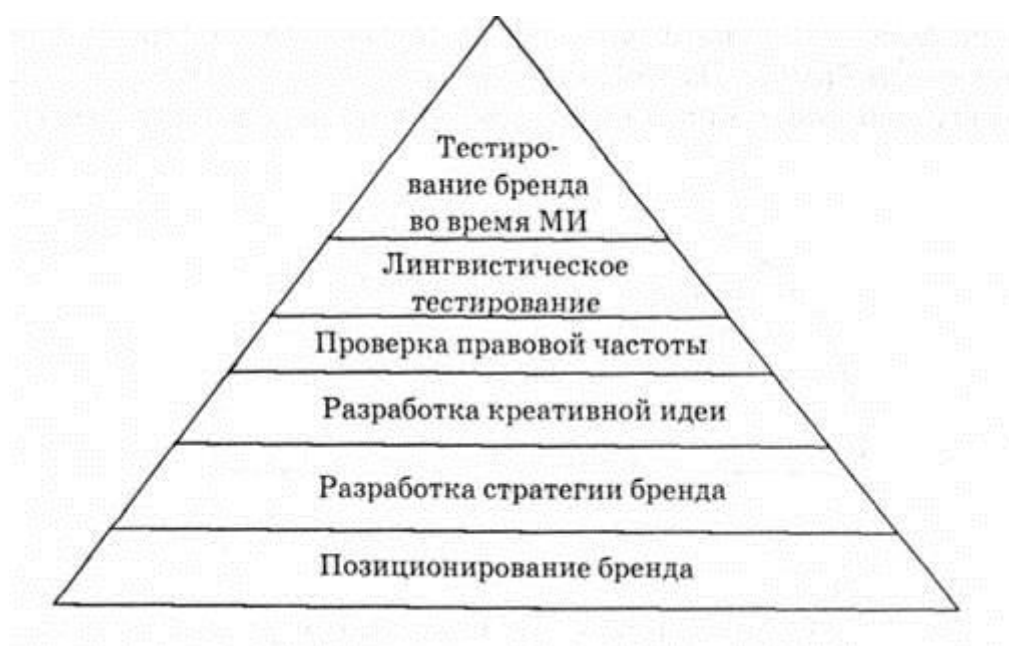 Тестиро-
вание бренда
во время МИ
Лингвистическое
тестирование
Проверка правовой частоты
Разработка креативной идеи
Разработка стратегии бренда
Позиционирование бренда